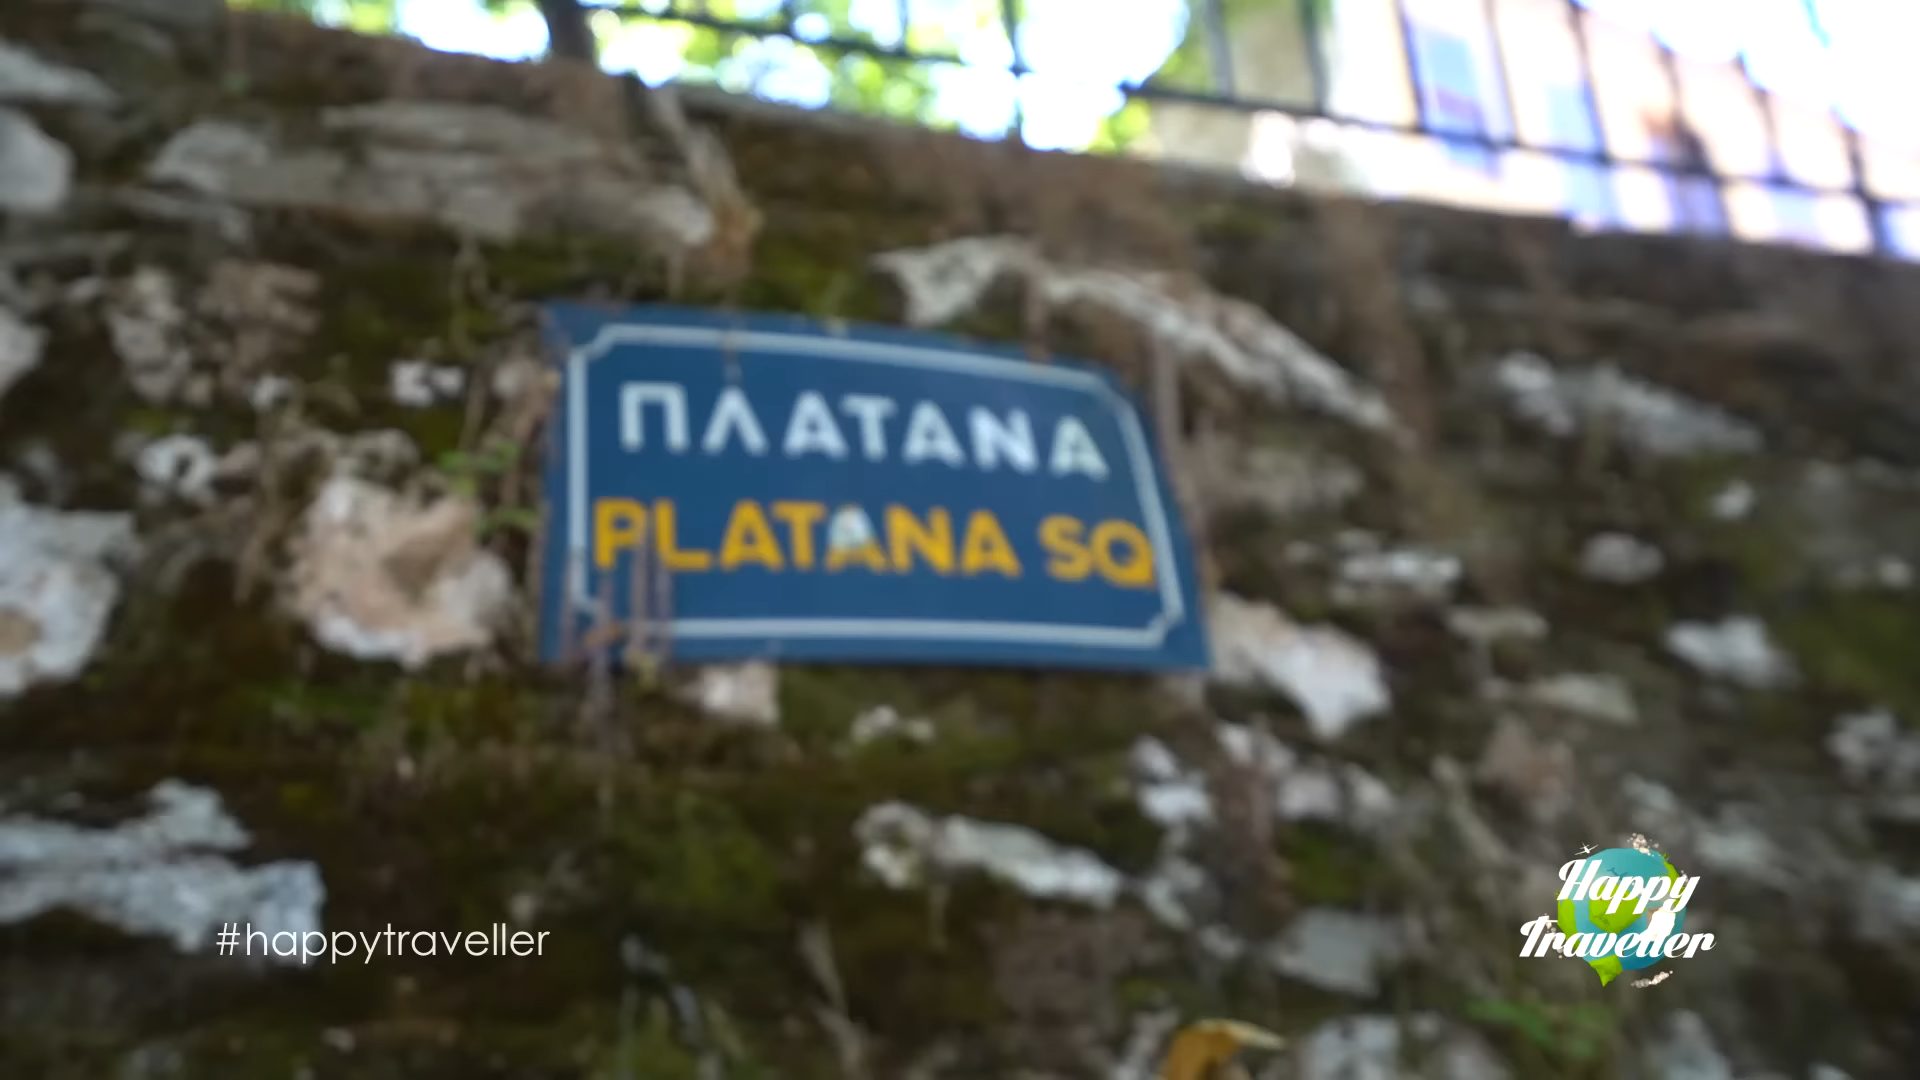 ΠΛΑΤΑΝΑ
PLATANA SQ
#happytraveller
Happy
Traveller